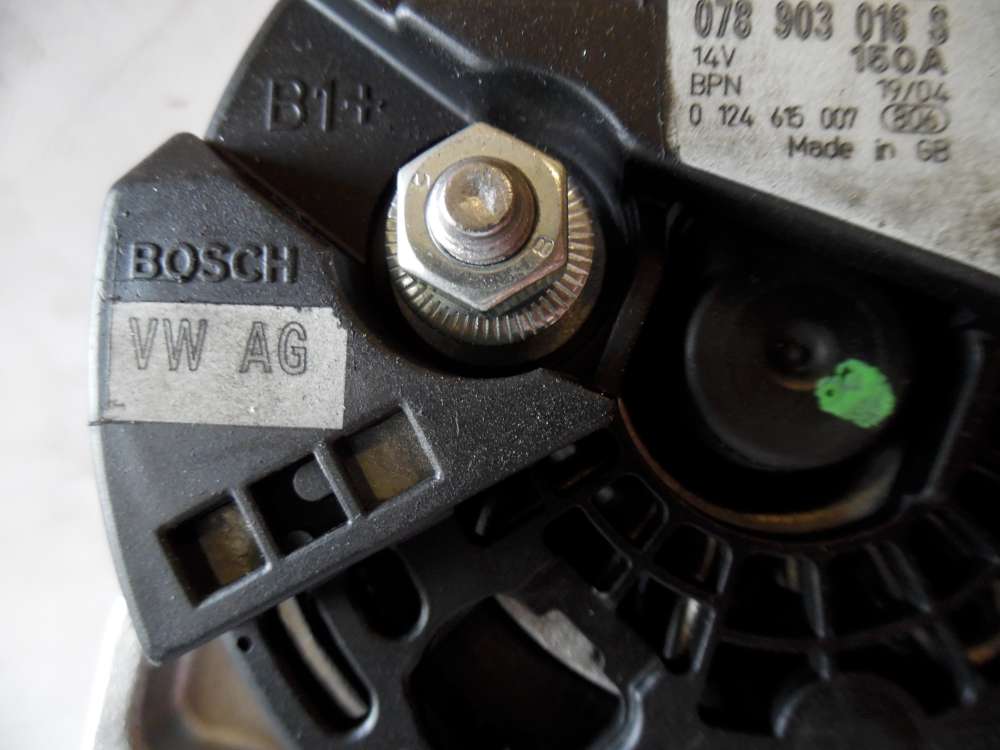 078 903 016 S
14V 150A
BPN 19/04
0 124 615 007 806
Made in GB
B1+
8
BOSCH
VW AG